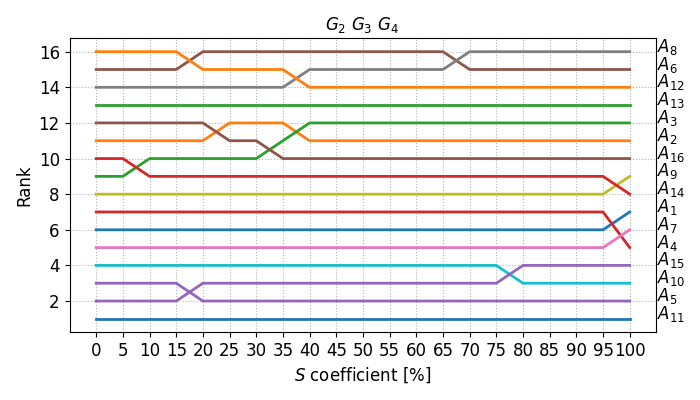 G₂ G₃ G₄
Rank
16
14
12
10
8
6
4
2
A₈
A₆
A₁₂
A₁₃
A₃
A₂
A₁₆
A₉
A₁₄
A₁
A₇
A₄
A₁₅
A₁₀
A₅
A₁₁
0 5 10 15 20 25 30 35 40 45 50 55 60 65 70 75 80 85 90 95 100
S coefficient [%]